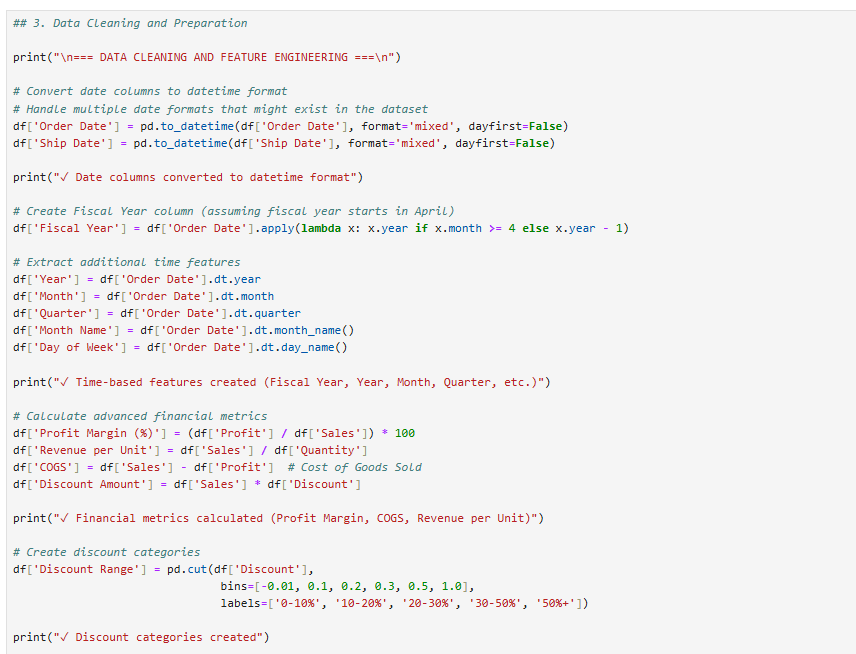 ## 3. Data Cleaning and Preparation
print("\n=== DATA CLEANING AND FEATURE ENGINEERING ===\n")
# Convert date columns to datetime format
# Handle multiple date formats that might exist in the dataset
df['Order Date'] = pd.to_datetime(df['Order Date'], format='mixed', dayfirst=False)
df['Ship Date'] = pd.to_datetime(df['Ship Date'], format='mixed', dayfirst=False)
print("✓ Date columns converted to datetime format")
# Create Fiscal Year column (assuming fiscal year starts in April)
df['Fiscal Year'] = df['Order Date'].apply(lambda x: x.year if x.month >= 4 else x.year - 1)
# Extract additional time features
df['Year'] = df['Order Date'].dt.year
df['Month'] = df['Order Date'].dt.month
df['Quarter'] = df['Order Date'].dt.quarter
df['Month Name'] = df['Order Date'].dt.month_name()
df['Day of Week'] = df['Order Date'].dt.day_name()
print("✓ Time-based features created (Fiscal Year, Year, Month, Quarter, etc.)")
# Calculate advanced financial metrics
df['Profit Margin (%)'] = (df['Profit'] / df['Sales']) * 100
df['Revenue per Unit'] = df['Sales'] / df['Quantity']
df['COGS'] = df['Sales'] - df['Profit']  # Cost of Goods Sold
df['Discount Amount'] = df['Sales'] * df['Discount']
print("✓ Financial metrics calculated (Profit Margin, COGS, Revenue per Unit)")
# Create discount categories
df['Discount Range'] = pd.cut(df['Discount'],
                               bins=[-0.01, 0.1, 0.2, 0.3, 0.5, 1.0],
                               labels=['0-10%', '10-20%', '20-30%', '30-50%', '50%+'])
print("✓ Discount categories created")